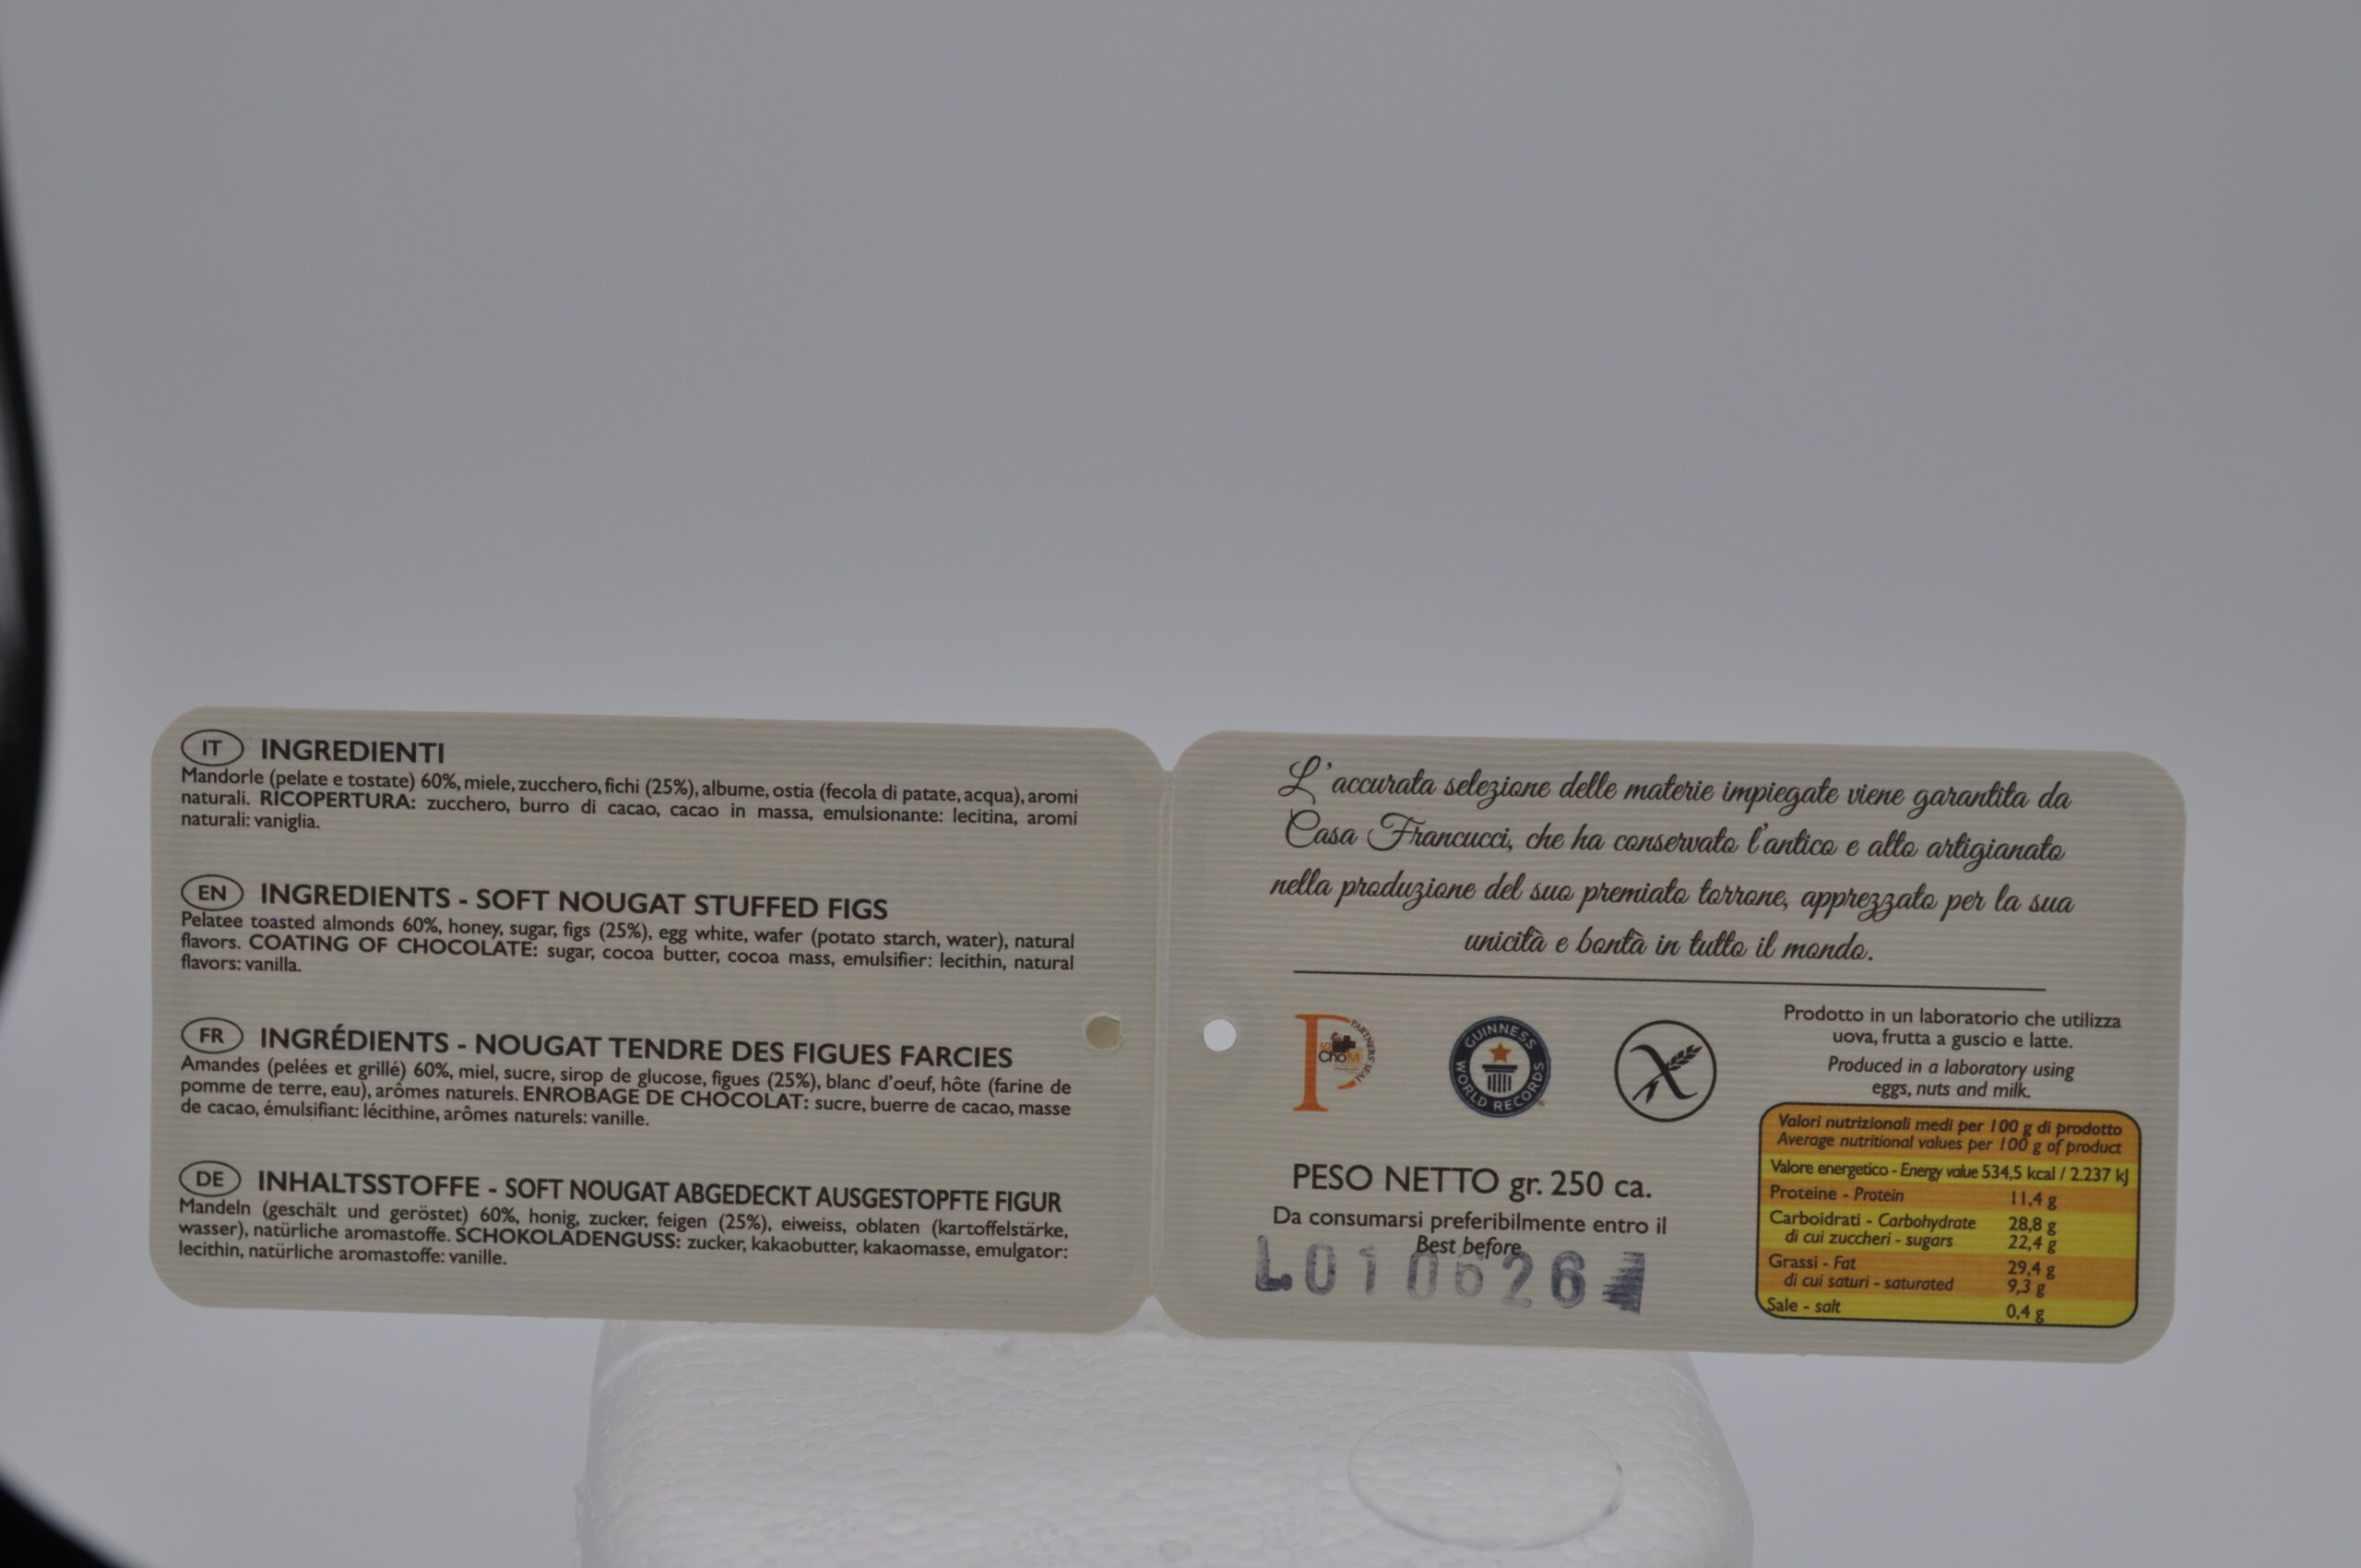 IT INGREDIENTI
Mandorle (pelate e tostate) 60%, miele, zucchero, fichi (25%), albume, ostia (fecola di patate, acqua), aromi
naturali. RICOPERTURA: zucchero, burro di cacao, cacao in massa, emulsionante: lecitina, aromi
naturali: vaniglia.
EN INGREDIENTS - SOFT NOUGAT STUFFED FIGS
Pelatee toasted almonds 60%, honey, sugar, figs (25%), egg white, wafer (potato starch, water), natural
flavors. COATING OF CHOCOLATE: sugar, cocoa butter, cocoa mass, emulsifier: lecithin, natural
flavors: vanilla.
FR INGRÉDIENTS - NOUGAT TENDRE DES FIGUES FARCIES
Amandes (pelées et grillé) 60%, miel, sucre, sirop de glucose, figues (25%), blanc d'oeuf, hôte (farine de
pomme de terre, eau), arômes naturels. ENROBAGE DE CHOCOLAT: sucre, buerre de cacao, masse
de cacao, émulsifiant: lécithine, arômes naturels: vanille.
DE INHALTSSTOFFE - SOFT NOUGAT ABGEDECKT AUSGESTOPFTE FIGUR
Mandeln (geschält und geröstet) 60%, honig, zucker, feigen (25%), eiweiss, oblaten (kartoffelstärke,
wasser), natürliche aromastoffe. SCHOKOLADENGUSS: zucker, kakaobutter, kakaomasse, emulgator:
lecithin, natürliche aromastoffe: vanille.
L'accurata selezione delle materie impiegate viene garantita da
Casa Francucci, che ha conservato l'antico e alto artigianato
nella produzione del suo premiato torrone, apprezzato per la sua
unicità e bontà in tutto il mondo.
PARTNERS SEAL
ChoM
GUINNESS
WORLD RECORDS
Prodotto in un laboratorio che utilizza
uova, frutta a guscio e latte.
Produced in a laboratory using
eggs, nuts and milk.
PESO NETTO gr. 250 ca.
Da consumarsi preferibilmente entro il
Best before
L010626
Valori nutrizionali medi per 100 g di prodotto
Average nutritional values per 100 g of product
Valore energetico - Energy value 534,5 kcal / 2.237 kJ
Proteine - Protein 11,4 g
Carboidrati - Carbohydrate 28,8 g
di cui zuccheri - sugars 22,4 g
Grassi - Fat 29,4 g
di cui saturi - saturated 9,3 g
Sale - salt 0,4 g